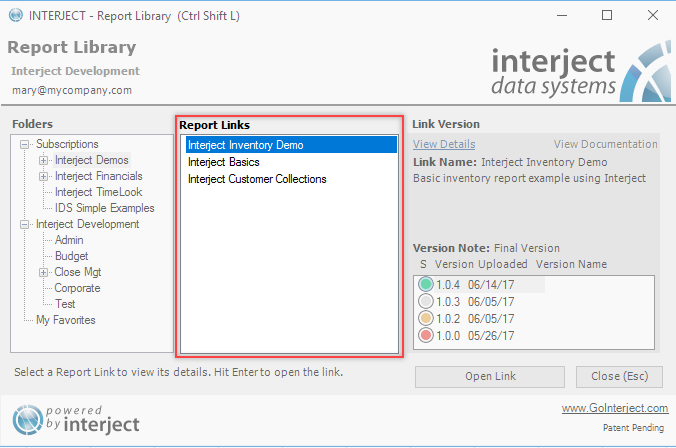 INTERJECT - Report Library (Ctrl Shift L)
Report Library
Interject Development
mary@mycompany.com
interject
data systems
Folders
Subscriptions
Interject Demos
Interject Financials
Interject TimeLook
IDS Simple Examples
Interject Development
Admin
Budget
Close Mgt
Corporate
Test
My Favorites
Report Links
Interject Inventory Demo
Interject Basics
Interject Customer Collections
Link Version
View Details View Documentation
Link Name: Interject Inventory Demo
Basic inventory report example using Interject
Version Note: Final Version
S Version Uploaded Version Name
1.0.4 06/14/17
1.0.3 06/05/17
1.0.2 06/05/17
1.0.0 05/26/17
Select a Report Link to view its details. Hit Enter to open the link.
Open Link Close (Esc)
powered
by interject
www.GoInterject.com
Patent Pending